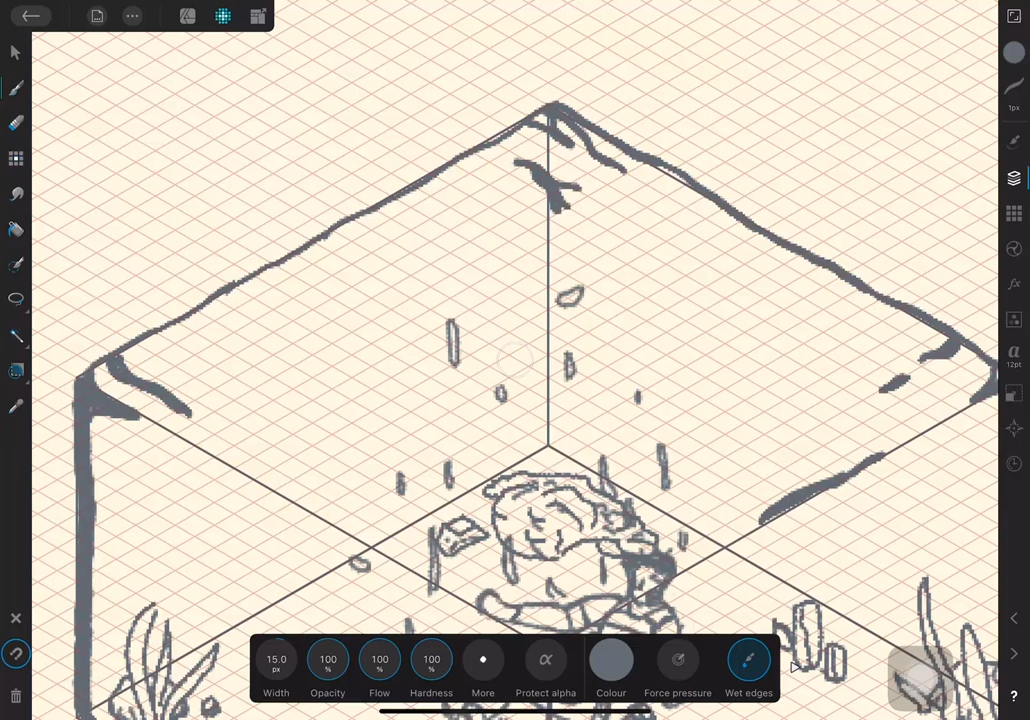 1px
a
12pt
fx
15.0 px
100 %
100 %
100 %
α
Width
Opacity
Flow
Hardness
More
Protect alpha
Colour
Force pressure
Wet edges
?